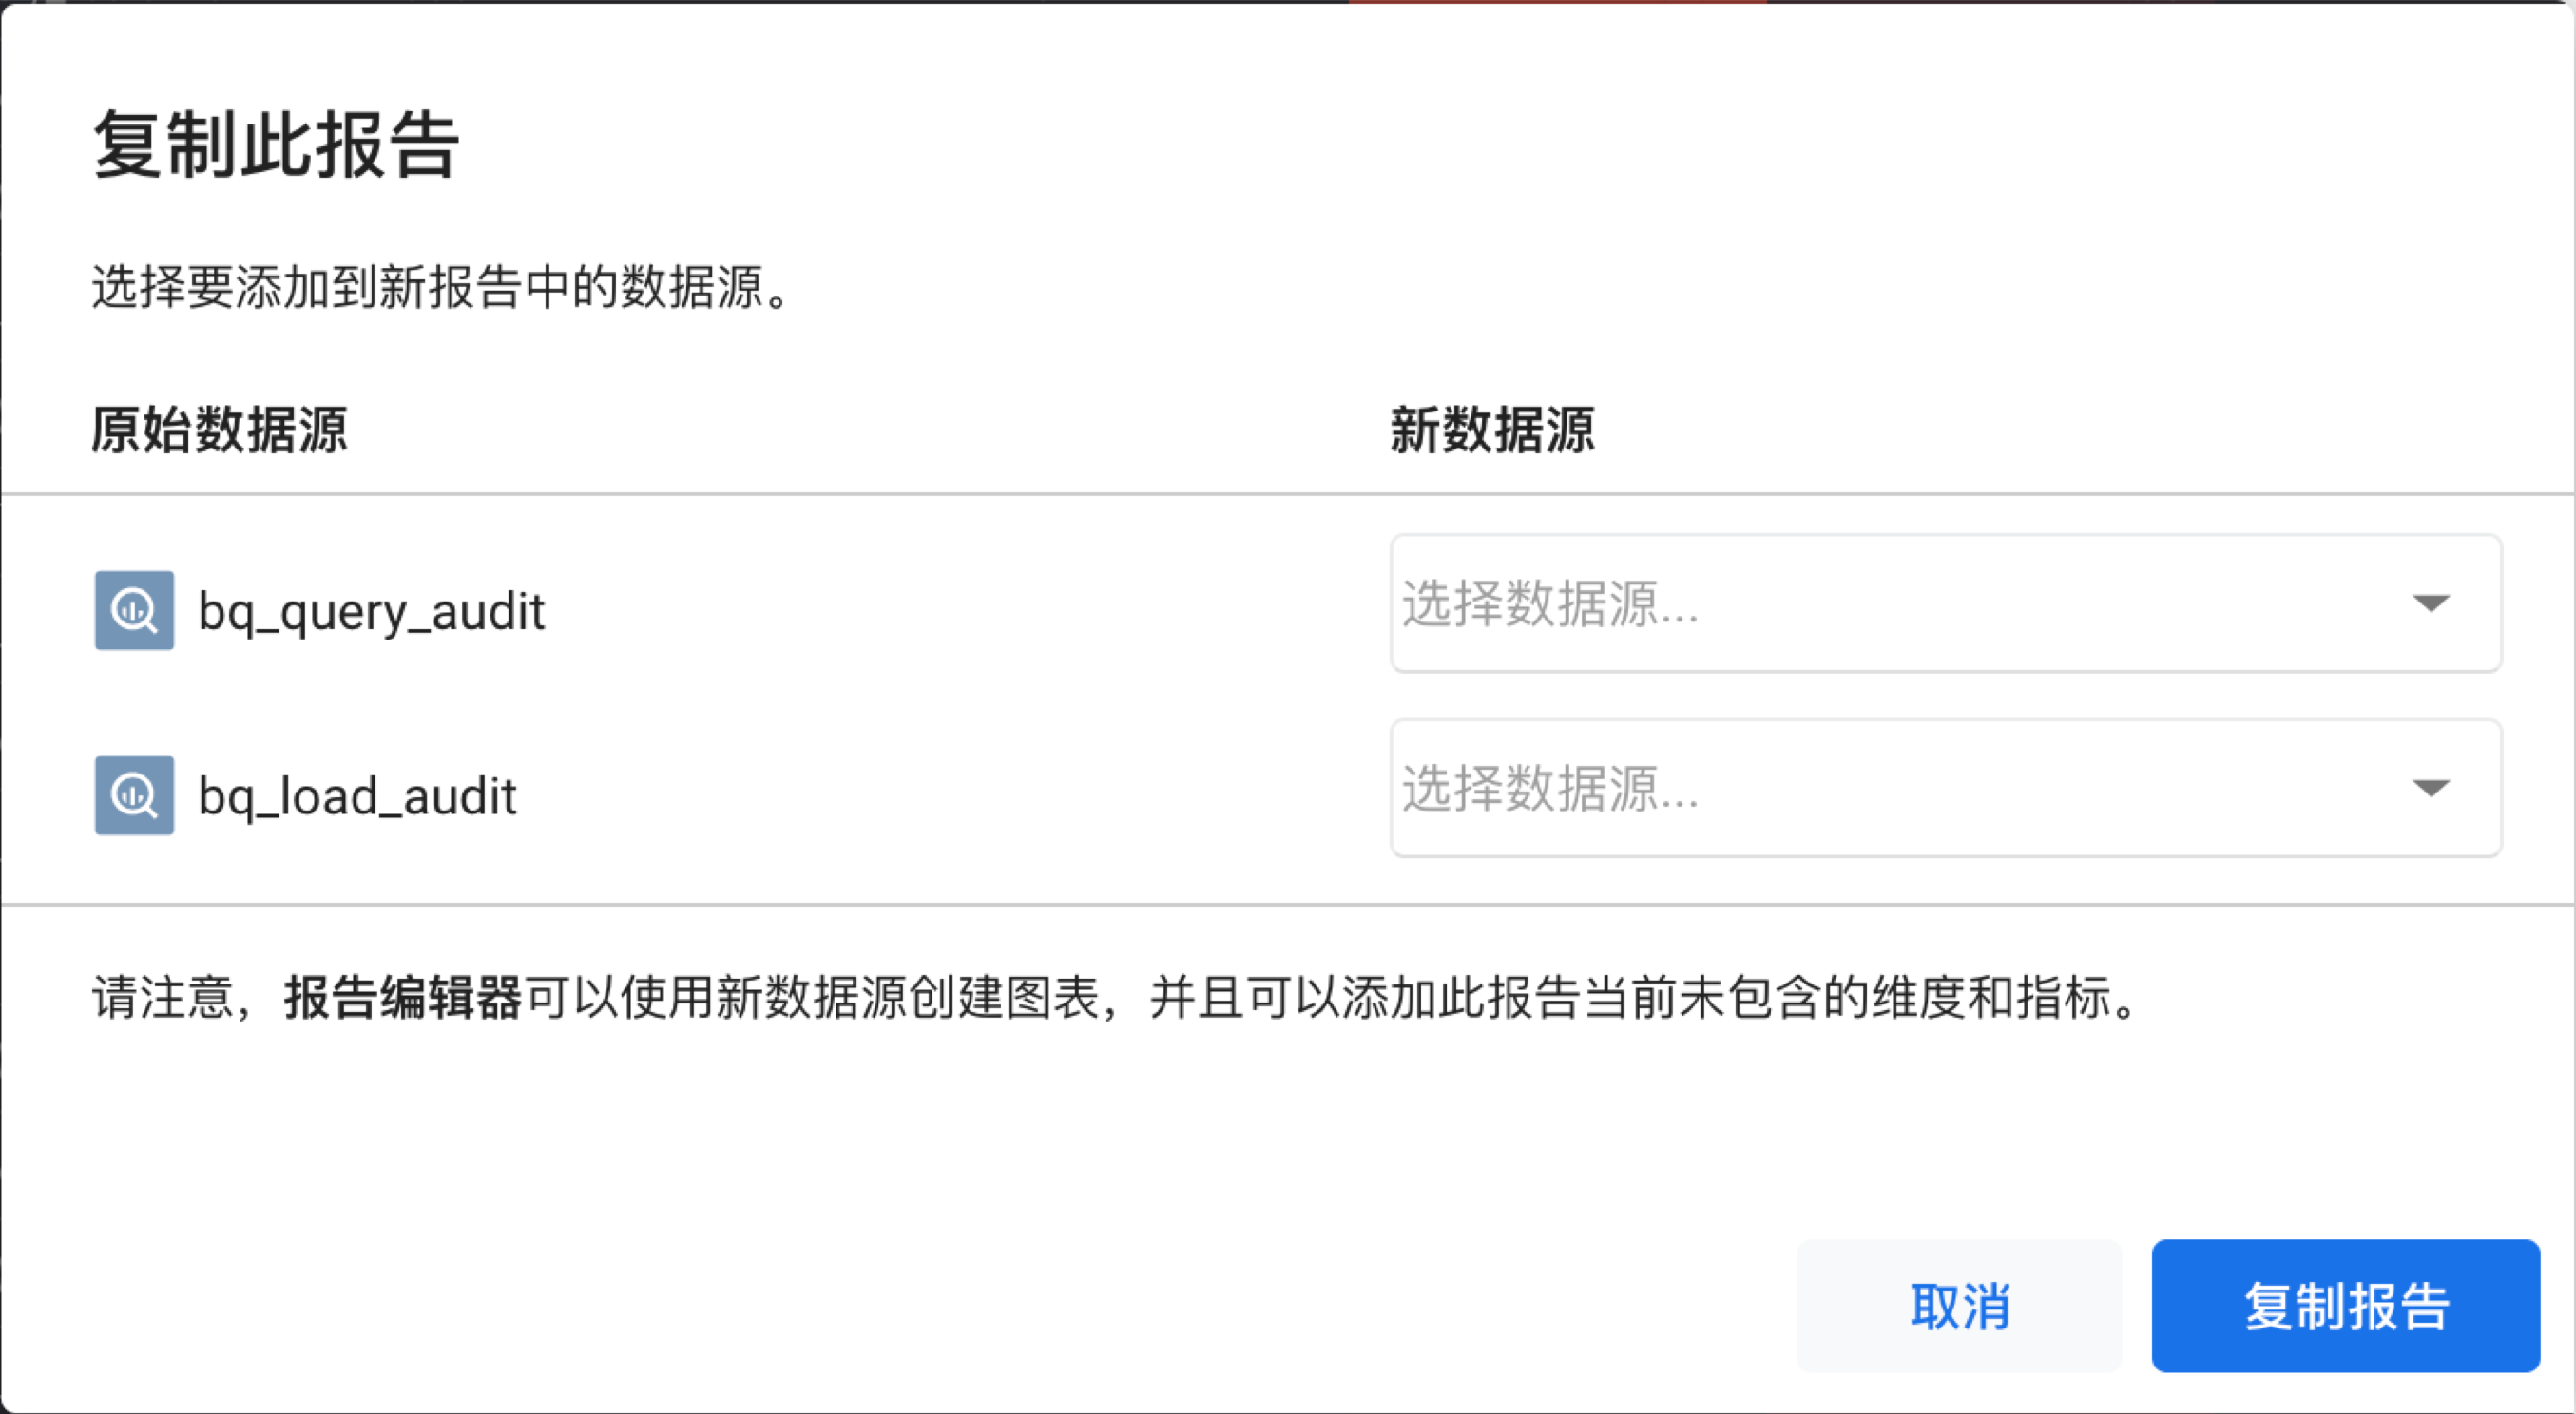 复制此报告
选择要添加到新报告中的数据源。
原始数据源 新数据源
bq_query_audit 选择数据源...
bq_load_audit 选择数据源...
请注意，报告编辑器可以使用新数据源创建图表，并且可以添加此报告当前未包含的维度和指标。
取消 复制报告